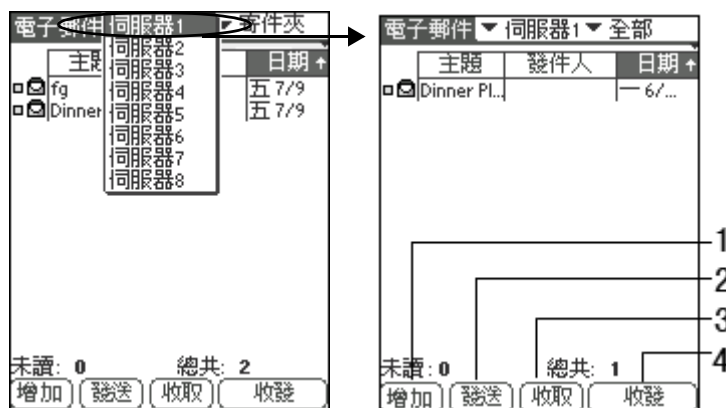 電子郵件 伺服器1 寄件夾
伺服器2
伺服器3
伺服器4
伺服器5
伺服器6
伺服器7
伺服器8
主題 日期
fg 五 7/9
Dinner 五 7/9
未讀: 0 總共: 2
增加 發送 收取 收發
電子郵件 伺服器1 全部
主題 發件人 日期
Dinner Pl... 一 6/...
未讀: 0 總共: 1
增加 發送 收取 收發
1
2
3
4